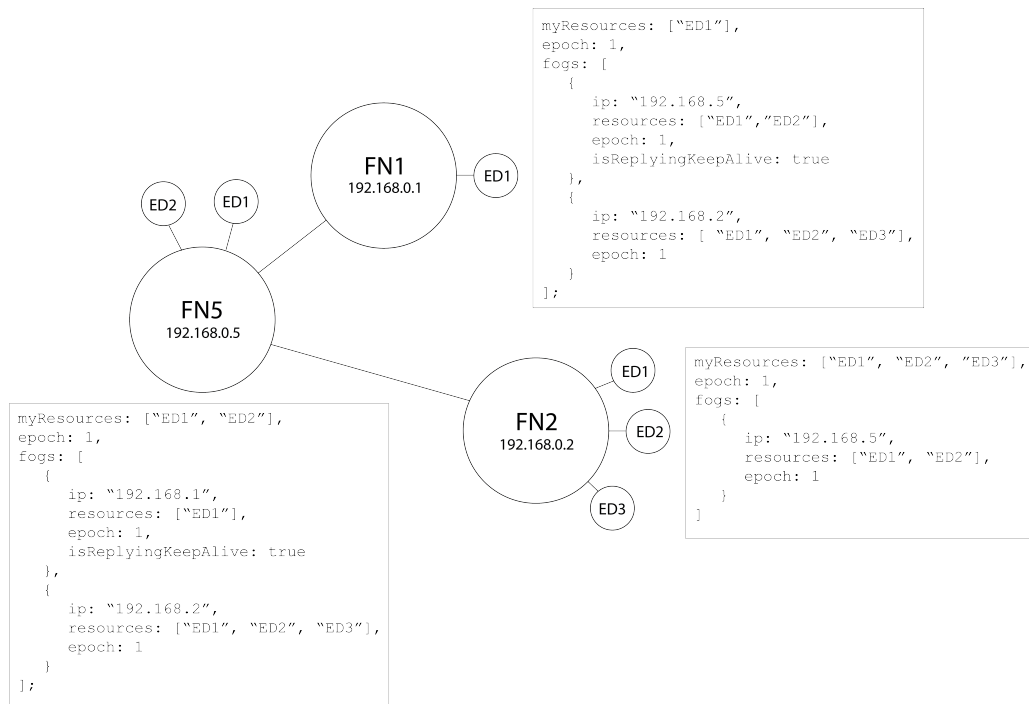 myResources: [“ED1”],
epoch: 1,
fogs: [
{
ip: “192.168.5”,
resources: [“ED1”,”ED2”],
epoch: 1,
isReplyingKeepAlive: true
},
{
ip: “192.168.2”,
resources: [ “ED1”, “ED2”, “ED3”],
epoch: 1
}
];
FN1
192.168.0.1
ED1
ED2
ED1
FN5
192.168.0.5
FN2
192.168.0.2
ED1
ED2
ED3
myResources: [“ED1”, “ED2”, ”ED3”],
epoch: 1,
fogs: [
{
ip: “192.168.5”,
resources: [“ED1”, “ED2”],
epoch: 1
}
]
myResources: [“ED1”, “ED2”],
epoch: 1,
fogs: [
{
ip: “192.168.1”,
resources: [“ED1”],
epoch: 1,
isReplyingKeepAlive: true
},
{
ip: “192.168.2”,
resources: [“ED1”, “ED2”, “ED3”],
epoch: 1
}
];